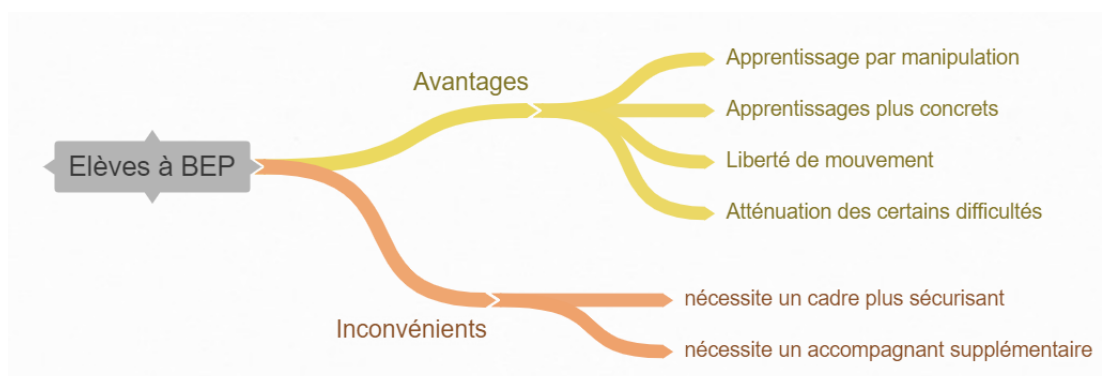 Elèves à BEP
Avantages
Apprentissage par manipulation
Apprentissages plus concrets
Liberté de mouvement
Atténuation des certains difficultés
Inconvénients
nécessite un cadre plus sécurisant
nécessite un accompagnant supplémentaire